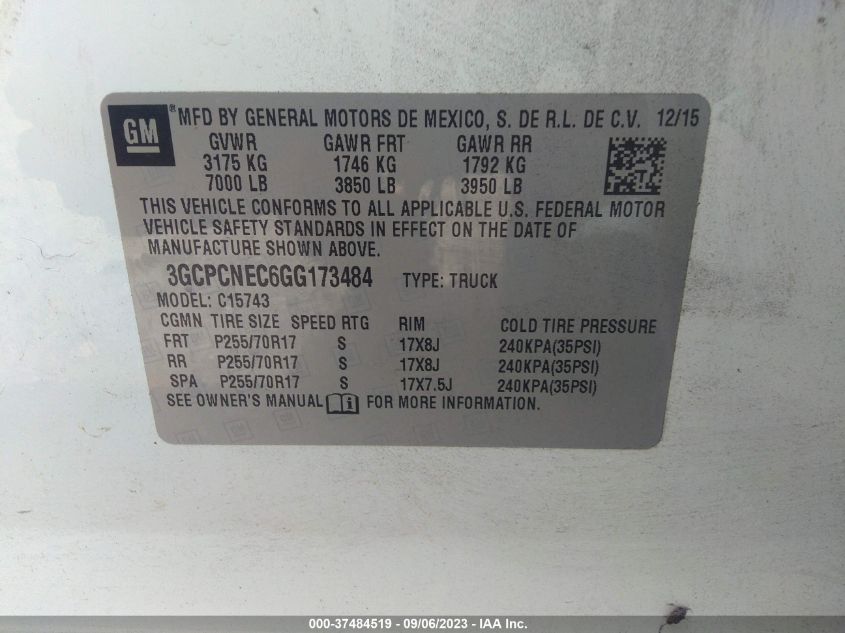 GM ® MFD BY GENERAL MOTORS DE MEXICO, S. DE R.L. DE C.V. 12/15
GVWR GAWR FRT GAWR RR
3175 KG 1746 KG 1792 KG
7000 LB 3850 LB 3950 LB
THIS VEHICLE CONFORMS TO ALL APPLICABLE U.S. FEDERAL MOTOR
VEHICLE SAFETY STANDARDS IN EFFECT ON THE DATE OF
MANUFACTURE SHOWN ABOVE.
3GCPCNEC6GG173484 TYPE: TRUCK
MODEL: C15743
CGMN TIRE SIZE SPEED RTG RIM COLD TIRE PRESSURE
FRT P255/70R17 S 17X8J 240KPA(35PSI)
RR P255/70R17 S 17X8J 240KPA(35PSI)
SPA P255/70R17 S 17X7.5J 240KPA(35PSI)
SEE OWNER'S MANUAL FOR MORE INFORMATION.
000-37484519 - 09/06/2023 - IAA Inc.